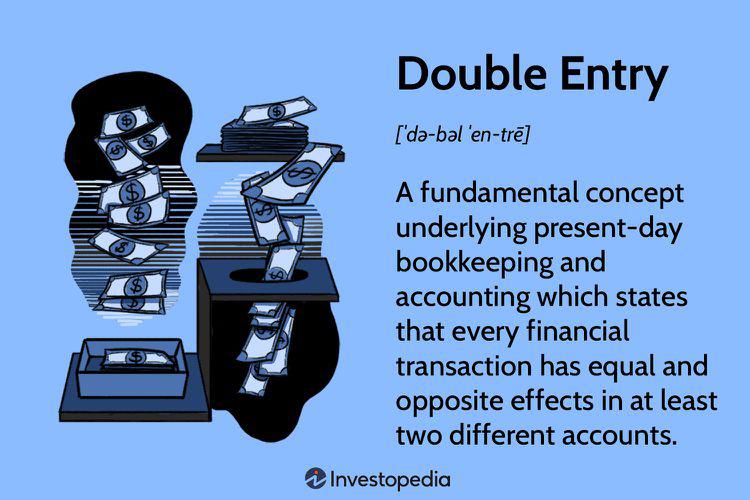 Double Entry
[ˈdə-bəl ˈen-trē]
A fundamental concept
underlying present-day
bookkeeping and
accounting which states
that every financial
transaction has equal and
opposite effects in at least
two different accounts.
Investopedia